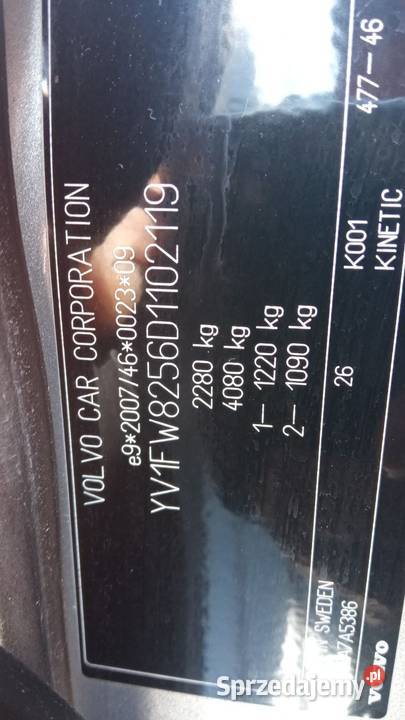 VOLVO CAR CORPORATION
e9*2007/46*0023*09
YV1FW8256D1102119
2280 kg
4080 kg
1– 1220 kg
2– 1090 kg
26
K001
KINETIC
477–46
SWEDEN
7A5386
VOLVO
Sprzedajemy.pl